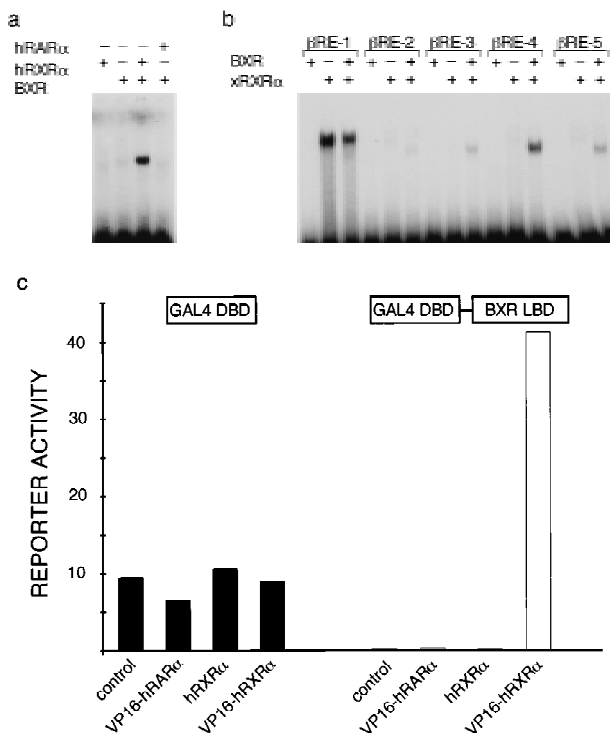 a
hRARα − − − +
hRXRα + − + −
BXR − + + +
b
βRE-1 βRE-2 βRE-3 βRE-4 βRE-5
BXR + − + + − + + − + + − + + − +
xRXRα − + + − + + − + + − + + − + +
c
GAL4 DBD GAL4 DBD BXR LBD
REPORTER ACTIVITY
40
30
20
10
control VP16-hRARα hRXRα VP16-hRXRα control VP16-hRARα hRXRα VP16-hRXRα